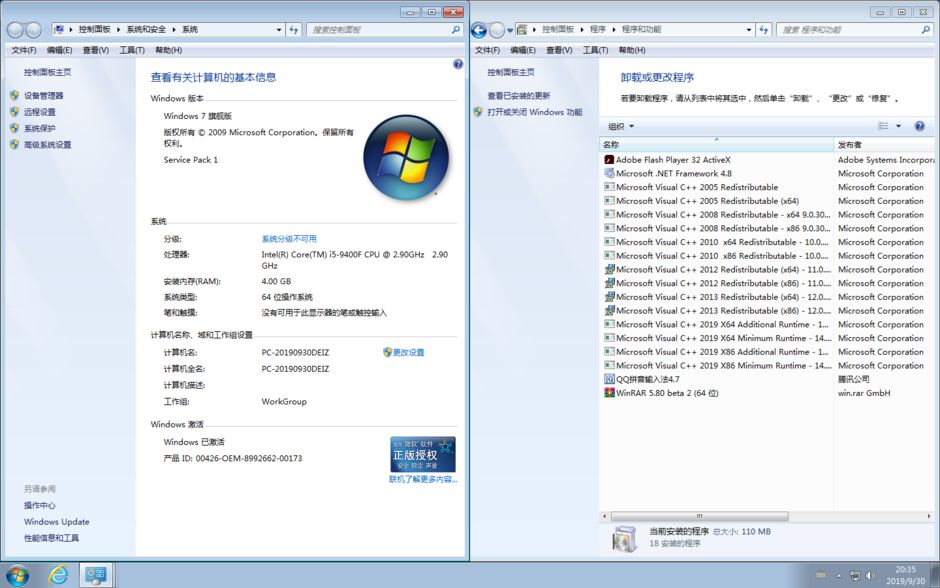 控制面板 ▸ 系统和安全 ▸ 系统
搜索控制面板
文件(F) 编辑(E) 查看(V) 工具(T) 帮助(H)
控制面板主页
设备管理器
远程设置
系统保护
高级系统设置
另请参阅
操作中心
Windows Update
性能信息和工具
查看有关计算机的基本信息
Windows 版本
Windows 7 旗舰版
版权所有 © 2009 Microsoft Corporation。保留所有
权利。
Service Pack 1
系统
分级: 系统分级不可用
处理器: Intel(R) Core(TM) i5-9400F CPU @ 2.90GHz 2.90
GHz
安装内存(RAM): 4.00 GB
系统类型: 64 位操作系统
笔和触摸: 没有可用于此显示器的笔或触控输入
计算机名称、域和工作组设置
计算机名: PC-20190930DEIZ 更改设置
计算机全名: PC-20190930DEIZ
计算机描述:
工作组: WorkGroup
Windows 激活
Windows 已激活
产品 ID: 00426-OEM-8992662-00173
使用 微软 软件
正版授权
安全 稳定 声誉
联机了解更多内容...
控制面板 ▸ 程序 ▸ 程序和功能
搜索 程序和功能
文件(F) 编辑(E) 查看(V) 工具(T) 帮助(H)
控制面板主页
查看已安装的更新
打开或关闭 Windows 功能
卸载或更改程序
若要卸载程序，请从列表中将其选中，然后单击“卸载”、“更改”或“修复”。
组织
名称 发布者
Adobe Flash Player 32 ActiveX Adobe Systems Incorpora
Microsoft .NET Framework 4.8 Microsoft Corporation
Microsoft Visual C++ 2005 Redistributable Microsoft Corporation
Microsoft Visual C++ 2005 Redistributable (x64) Microsoft Corporation
Microsoft Visual C++ 2008 Redistributable - x64 9.0.30... Microsoft Corporation
Microsoft Visual C++ 2008 Redistributable - x86 9.0.30... Microsoft Corporation
Microsoft Visual C++ 2010 x64 Redistributable - 10.0.... Microsoft Corporation
Microsoft Visual C++ 2010 x86 Redistributable - 10.0.... Microsoft Corporation
Microsoft Visual C++ 2012 Redistributable (x64) - 11.0.... Microsoft Corporation
Microsoft Visual C++ 2012 Redistributable (x86) - 11.0.... Microsoft Corporation
Microsoft Visual C++ 2013 Redistributable (x64) - 12.0.... Microsoft Corporation
Microsoft Visual C++ 2013 Redistributable (x86) - 12.0.... Microsoft Corporation
Microsoft Visual C++ 2019 X64 Additional Runtime - 1... Microsoft Corporation
Microsoft Visual C++ 2019 X64 Minimum Runtime - 14.... Microsoft Corporation
Microsoft Visual C++ 2019 X86 Additional Runtime - 1... Microsoft Corporation
Microsoft Visual C++ 2019 X86 Minimum Runtime - 14.... Microsoft Corporation
QQ拼音输入法4.7 腾讯公司
WinRAR 5.80 beta 2 (64 位) win.rar GmbH
当前安装的程序 总大小: 110 MB
18 安装的程序
20:35
2019/9/30